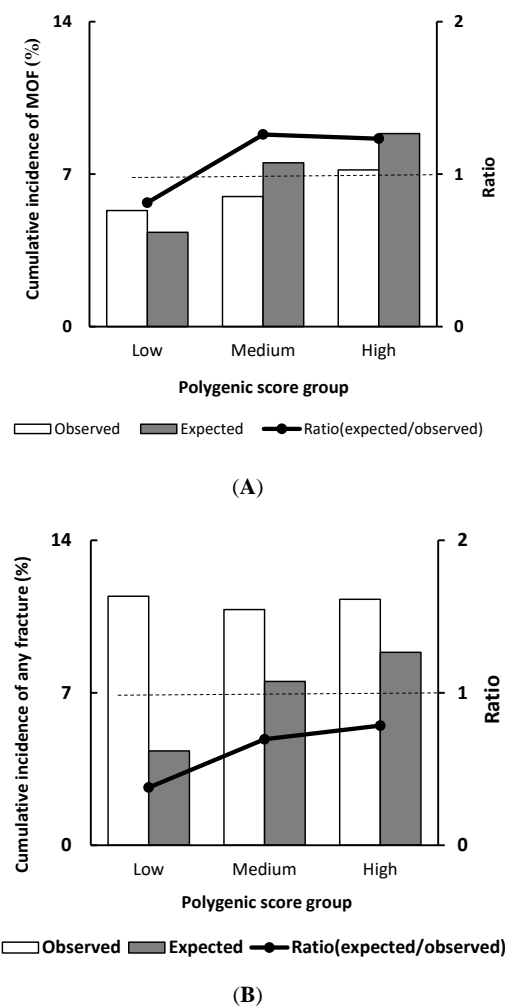 14
7
0
Cumulative incidence of MOF (%)
2
1
0
Ratio
Low Medium High
Polygenic score group
Observed Expected Ratio(expected/observed)
(A)
14
7
0
Cumulative incidence of any fracture (%)
2
1
0
Ratio
Low Medium High
Polygenic score group
Observed Expected Ratio(expected/observed)
(B)